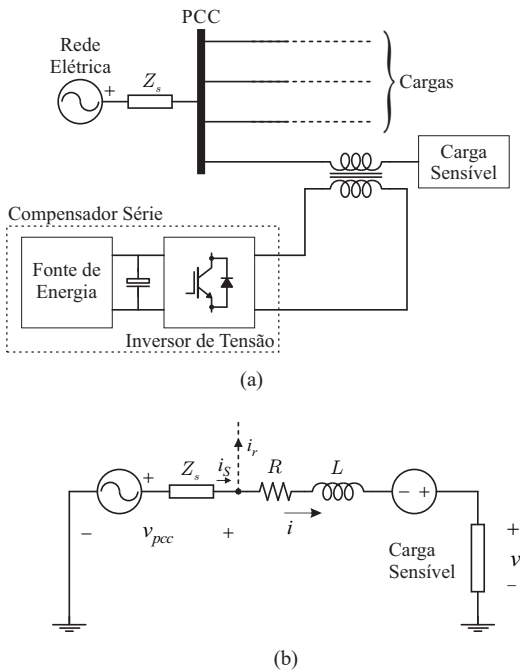 PCC
Rede
Elétrica
+
Z_s
Cargas
Carga
Sensível
Compensador Série
Fonte de
Energia
Inversor de Tensão
(a)
i_r
+
Z_s
i_S
R
L
- +
-
v_pcc
+
i
Carga
Sensível
+
v
-
(b)